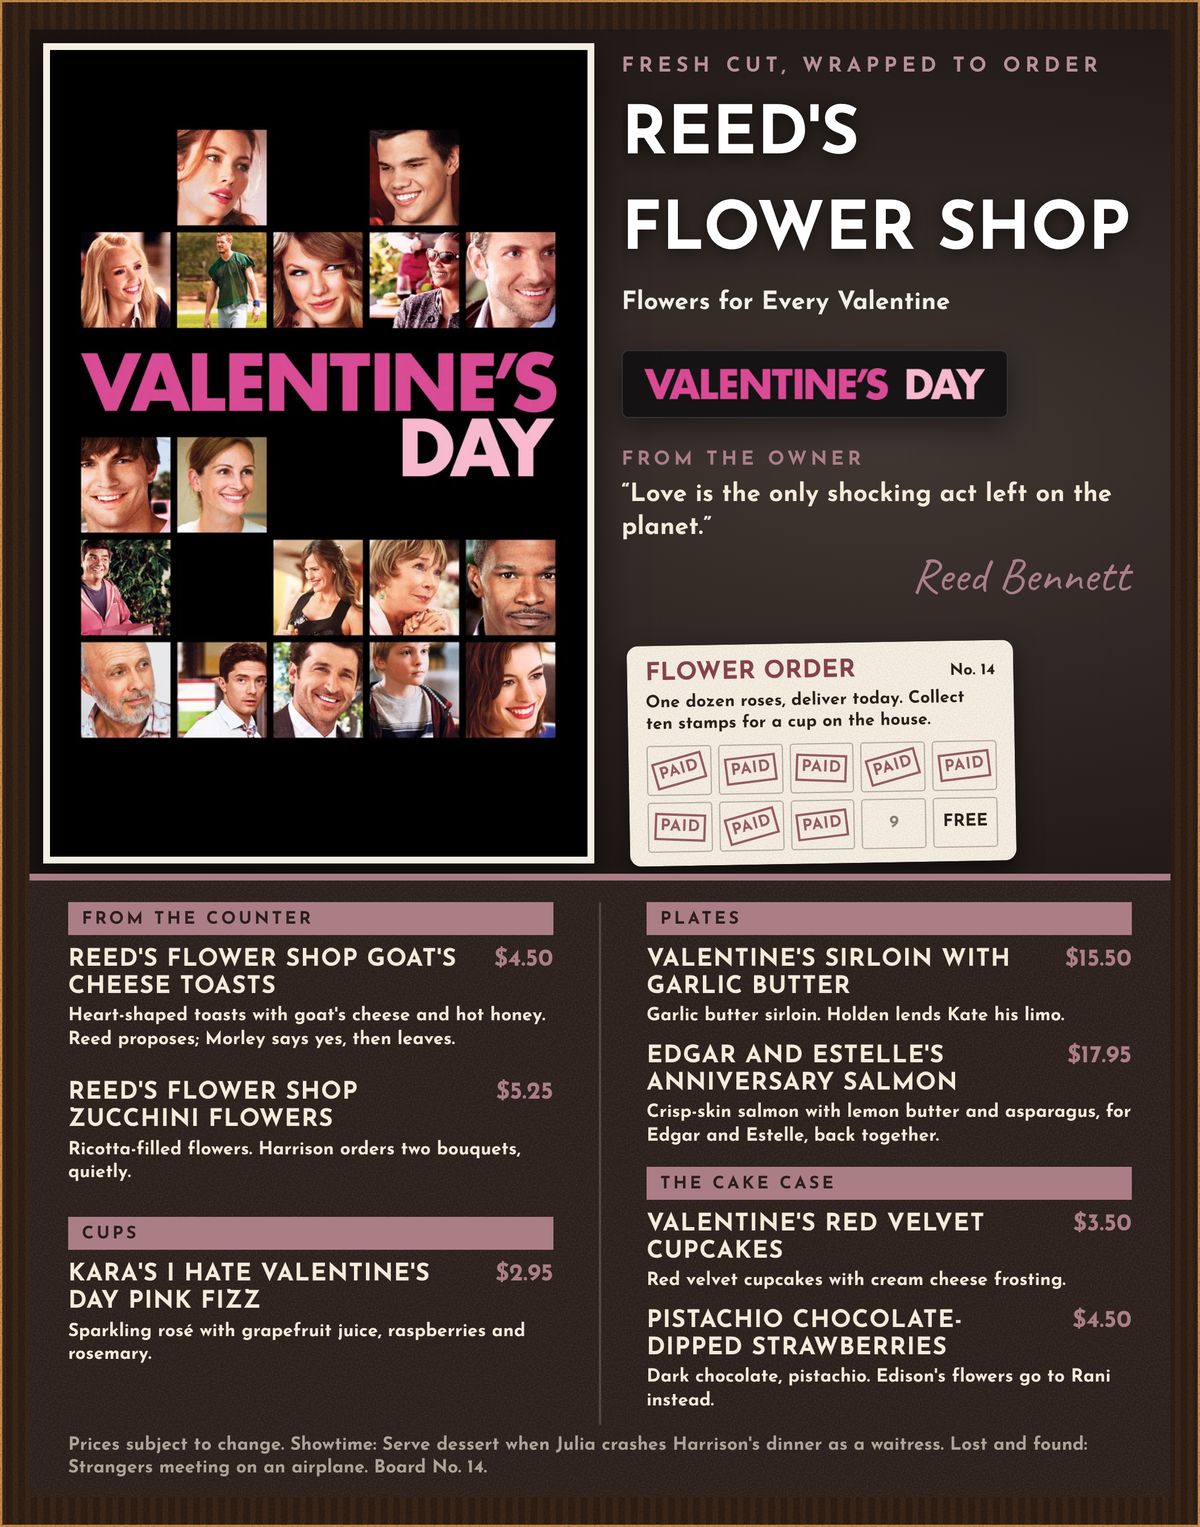 VALENTINE'S
DAY
FRESH CUT, WRAPPED TO ORDER
REED'S
FLOWER SHOP
Flowers for Every Valentine
VALENTINE'S DAY
FROM THE OWNER
“Love is the only shocking act left on the
planet.”
Reed Bennett
FLOWER ORDER No. 14
One dozen roses, deliver today. Collect
ten stamps for a cup on the house.
PAID PAID PAID PAID PAID
PAID PAID PAID 9 FREE
FROM THE COUNTER
REED'S FLOWER SHOP GOAT'S $4.50
CHEESE TOASTS
Heart-shaped toasts with goat's cheese and hot honey.
Reed proposes; Morley says yes, then leaves.
REED'S FLOWER SHOP $5.25
ZUCCHINI FLOWERS
Ricotta-filled flowers. Harrison orders two bouquets,
quietly.
CUPS
KARA'S I HATE VALENTINE'S $2.95
DAY PINK FIZZ
Sparkling rosé with grapefruit juice, raspberries and
rosemary.
PLATES
VALENTINE'S SIRLOIN WITH $15.50
GARLIC BUTTER
Garlic butter sirloin. Holden lends Kate his limo.
EDGAR AND ESTELLE'S $17.95
ANNIVERSARY SALMON
Crisp-skin salmon with lemon butter and asparagus, for
Edgar and Estelle, back together.
THE CAKE CASE
VALENTINE'S RED VELVET $3.50
CUPCAKES
Red velvet cupcakes with cream cheese frosting.
PISTACHIO CHOCOLATE- $4.50
DIPPED STRAWBERRIES
Dark chocolate, pistachio. Edison's flowers go to Rani
instead.
Prices subject to change. Showtime: Serve dessert when Julia crashes Harrison's dinner as a waitress. Lost and found:
Strangers meeting on an airplane. Board No. 14.